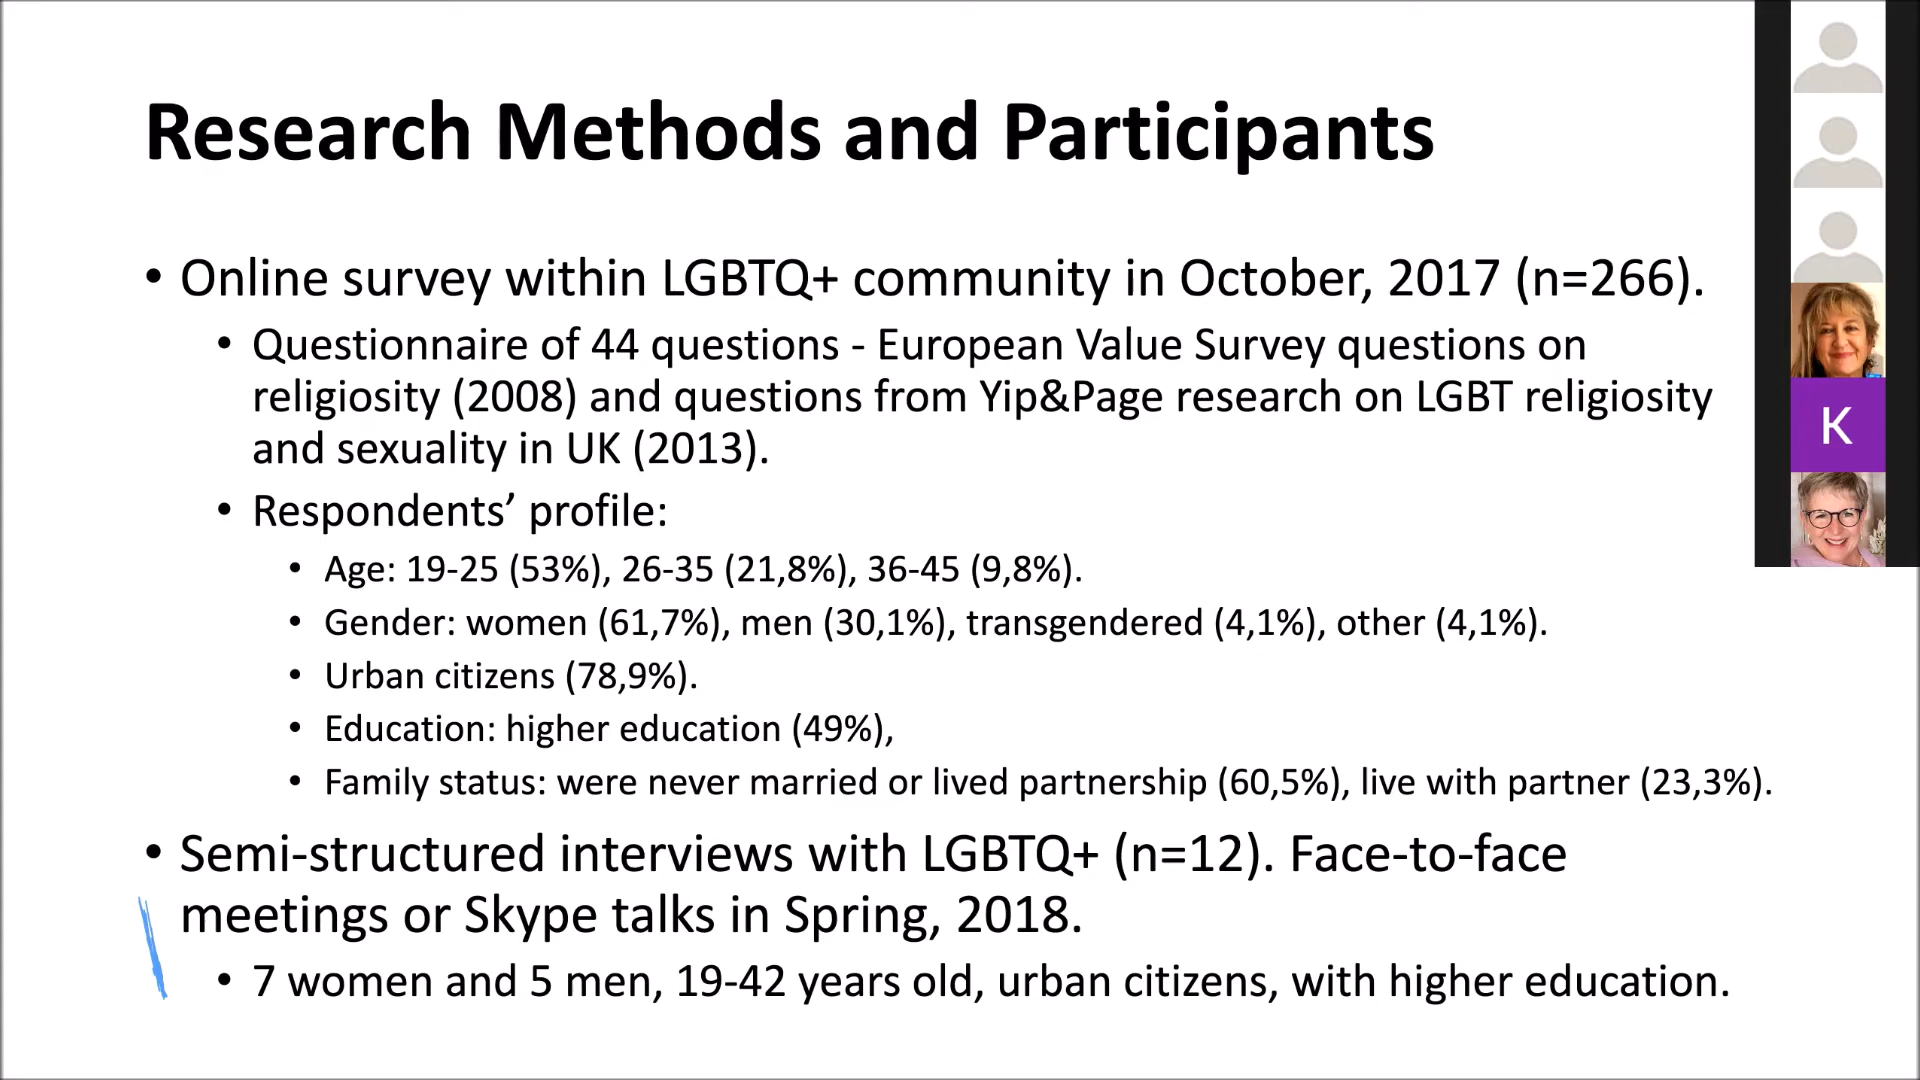 Research Methods and Participants
• Online survey within LGBTQ+ community in October, 2017 (n=266).
• Questionnaire of 44 questions - European Value Survey questions on
religiosity (2008) and questions from Yip&Page research on LGBT religiosity
and sexuality in UK (2013).
• Respondents’ profile:
• Age: 19-25 (53%), 26-35 (21,8%), 36-45 (9,8%).
• Gender: women (61,7%), men (30,1%), transgendered (4,1%), other (4,1%).
• Urban citizens (78,9%).
• Education: higher education (49%),
• Family status: were never married or lived partnership (60,5%), live with partner (23,3%).
• Semi-structured interviews with LGBTQ+ (n=12). Face-to-face
meetings or Skype talks in Spring, 2018.
• 7 women and 5 men, 19-42 years old, urban citizens, with higher education.
K